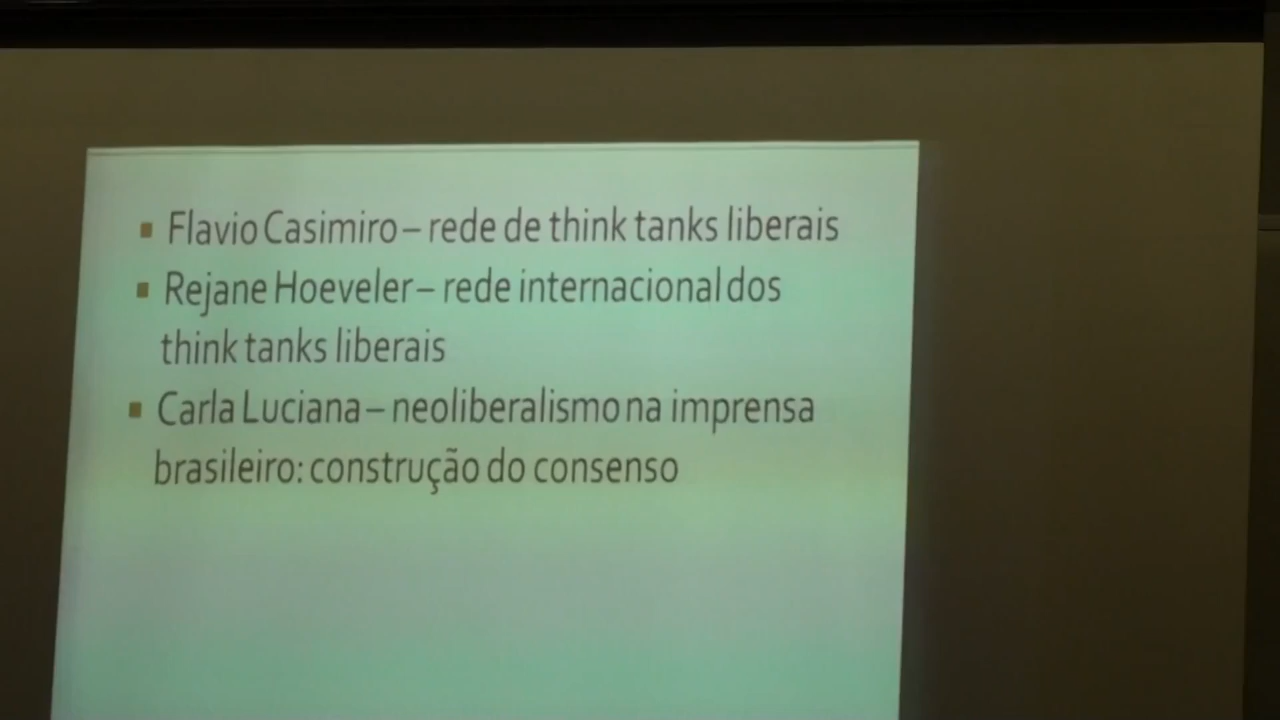 ▪ Flavio Casimiro – rede de think tanks liberais
▪ Rejane Hoeveler – rede internacional dos
think tanks liberais
▪ Carla Luciana – neoliberalismo na imprensa
brasileiro: construção do consenso